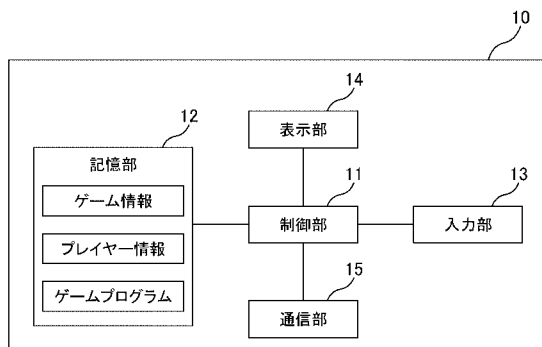 10
14
表示部
12
記憶部
ゲーム情報
プレイヤー情報
ゲームプログラム
11
制御部
13
入力部
15
通信部